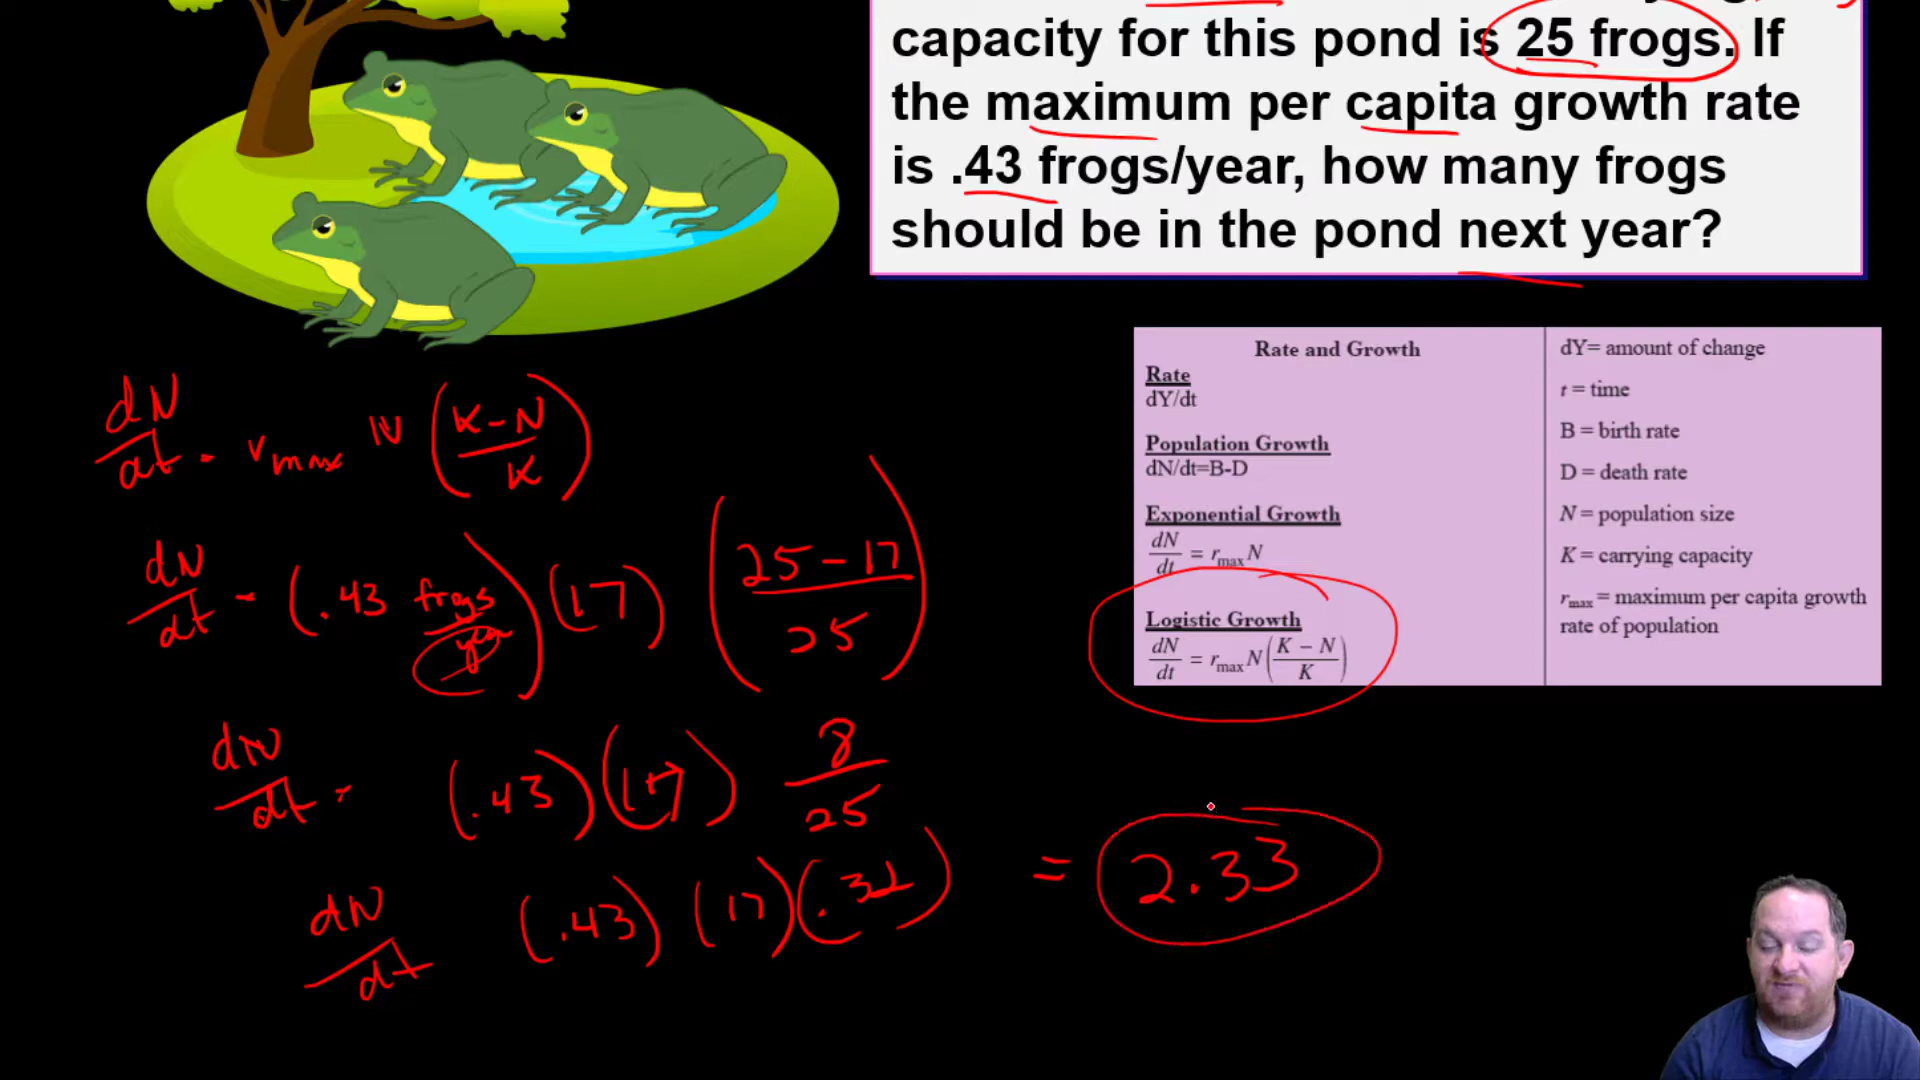 capacity for this pond is 25 frogs. If
the maximum per capita growth rate
is .43 frogs/year, how many frogs
should be in the pond next year?
Rate and Growth
Rate
dY/dt
Population Growth
dN/dt=B-D
Exponential Growth
dN/dt = rmax N
Logistic Growth
dN/dt = rmax N (K − N / K)
dY= amount of change
t = time
B = birth rate
D = death rate
N = population size
K = carrying capacity
rmax = maximum per capita growth
rate of population
dN/dt = rmax N (K-N / K)
dN/dt = (.43 frogs/year) (17) (25-17 / 25)
dN/dt = (.43) (17) 8/25
dN/dt (.43) (17) (.32) = 2.33